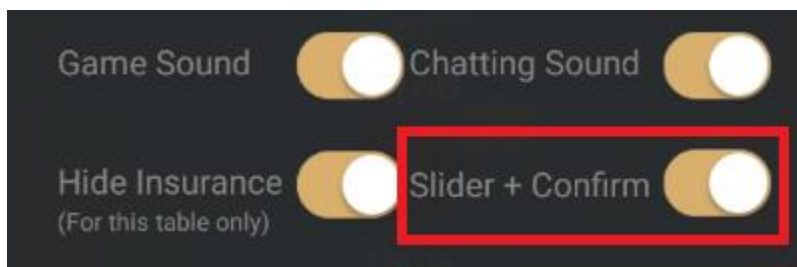 Game Sound
Chatting Sound
Hide Insurance
(For this table only)
Slider + Confirm